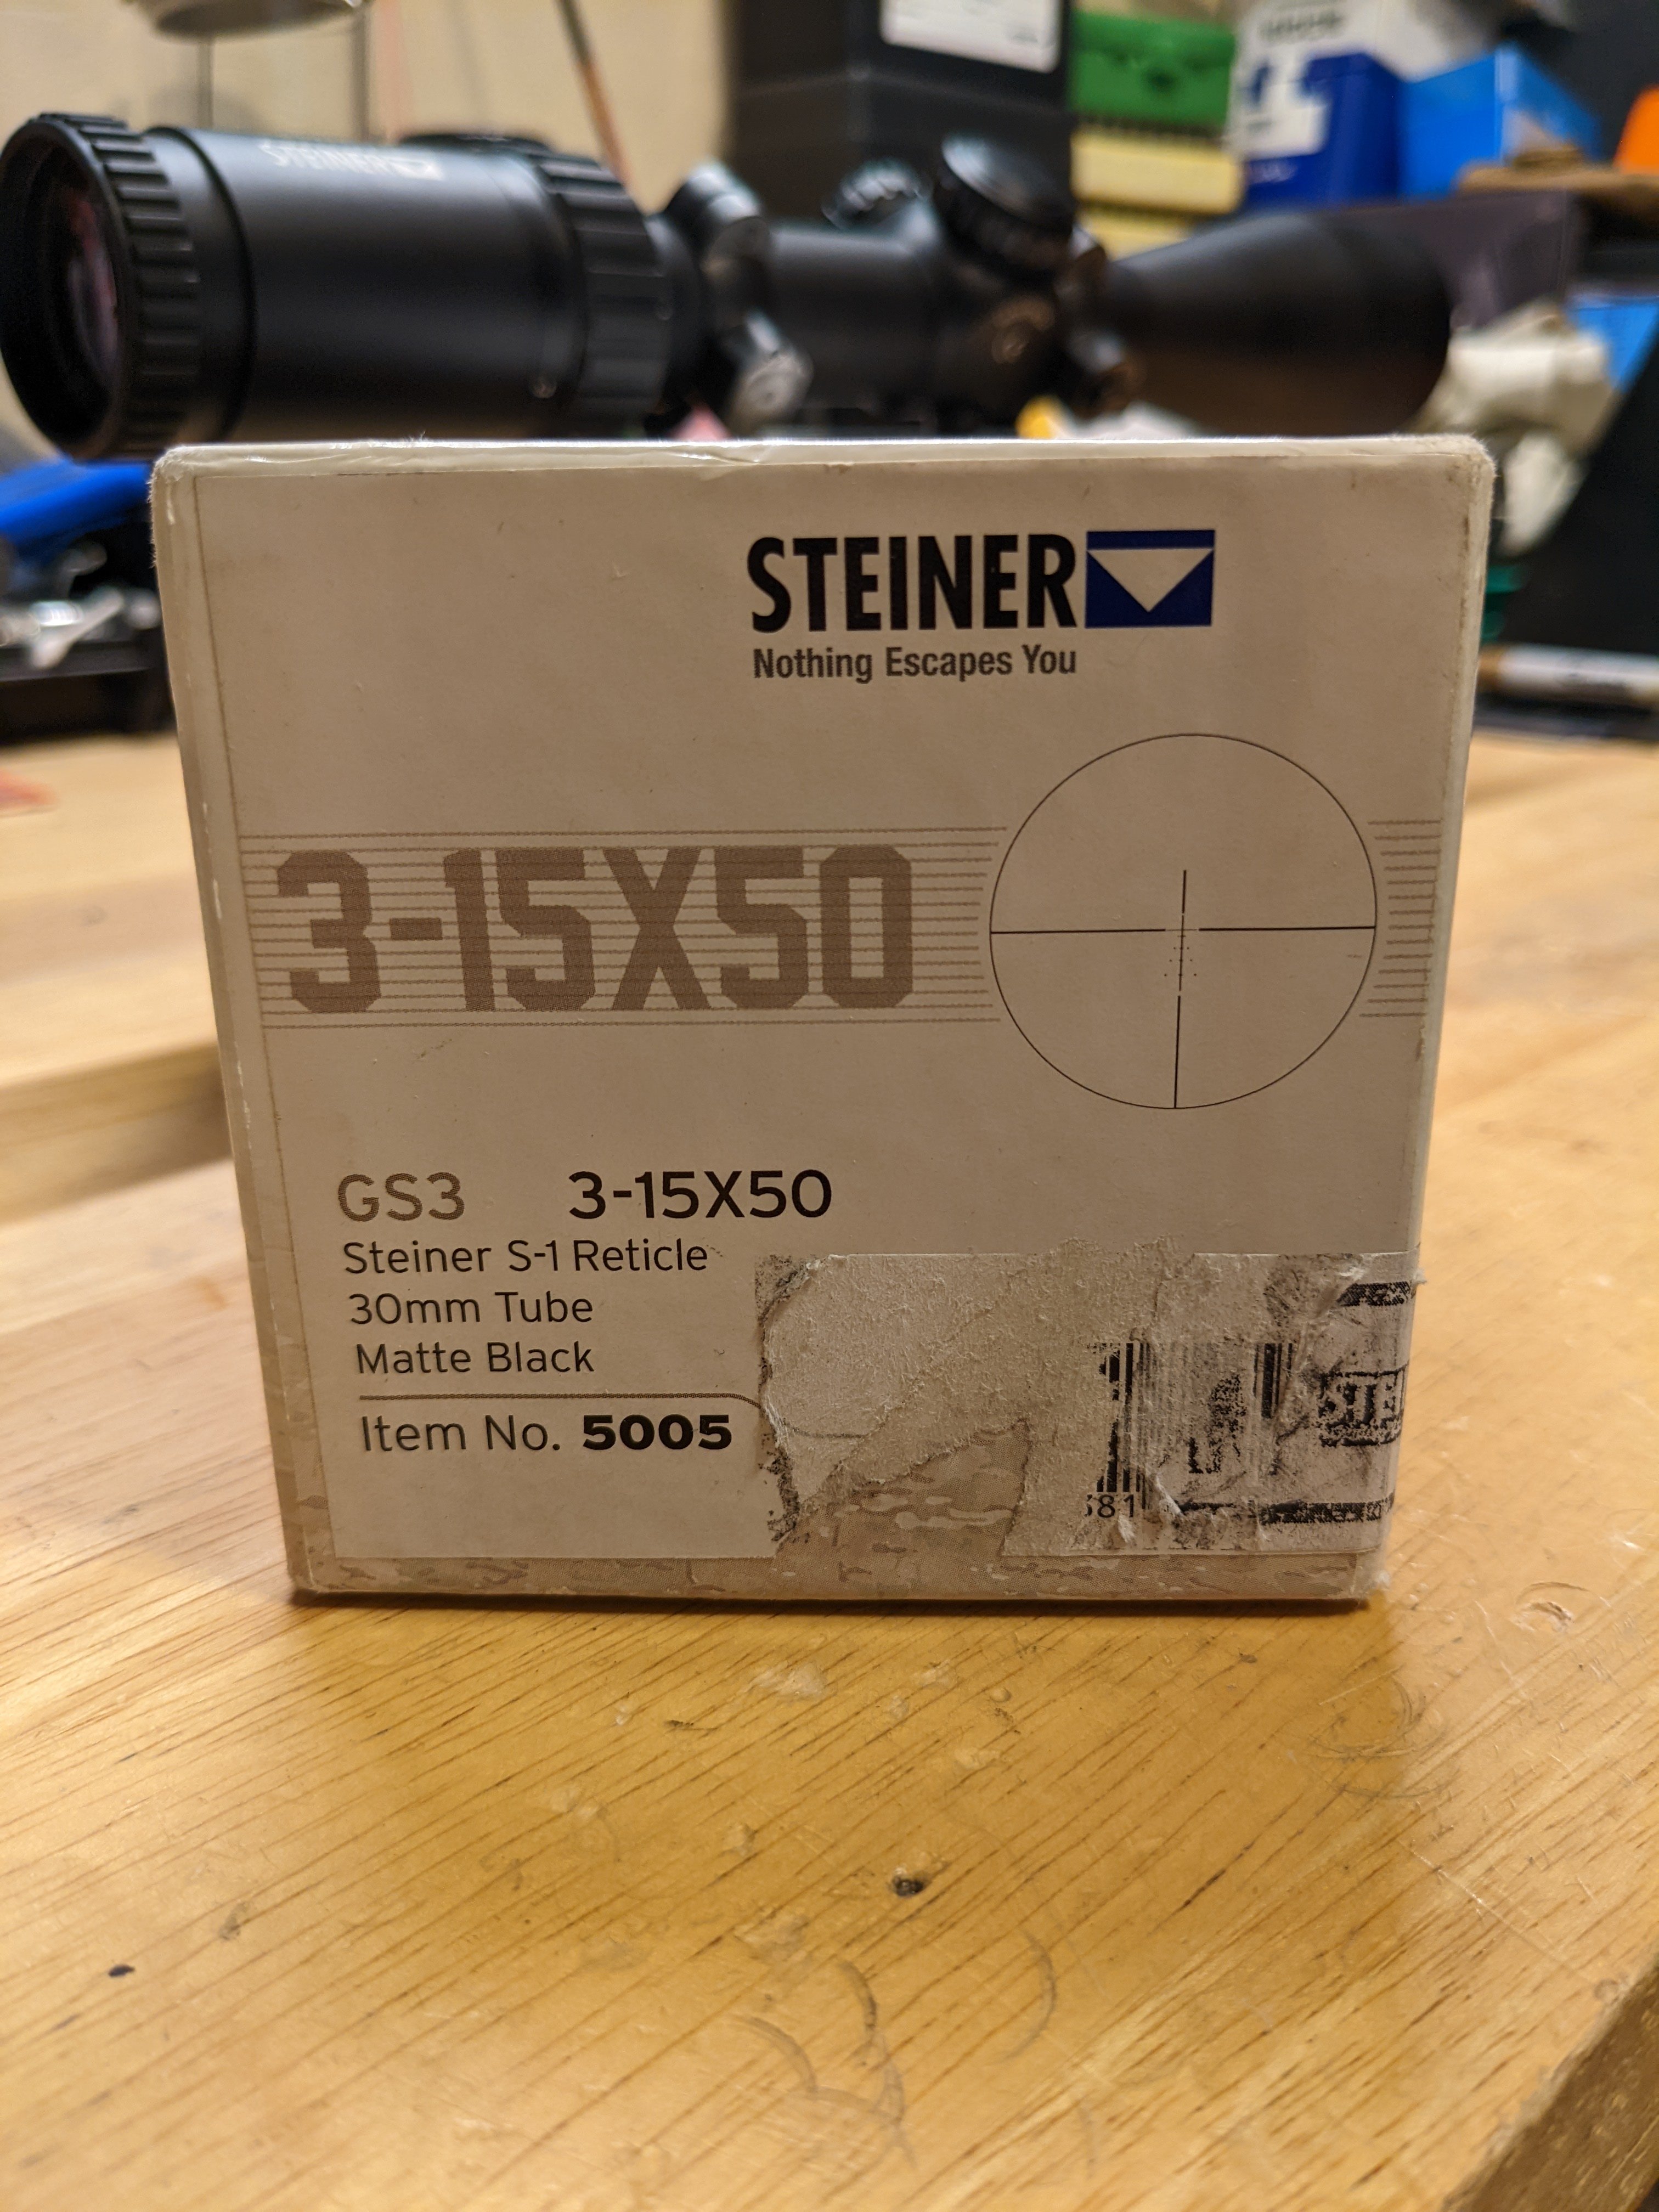 STEINER
STEINER
Nothing Escapes You
3-15X50
GS3 3-15X50
Steiner S-1 Reticle
30mm Tube
Matte Black
Item No. 5005